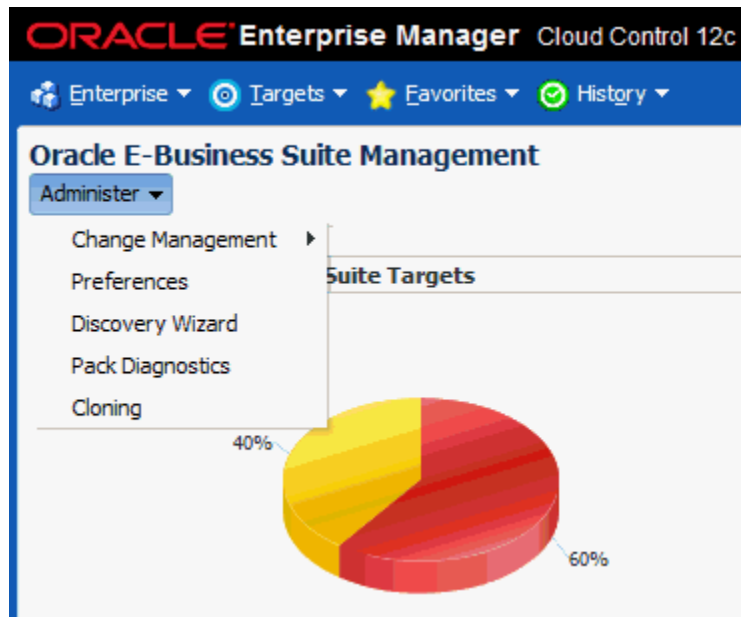 ORACLE Enterprise Manager Cloud Control 12c
Enterprise Targets Favorites History
Oracle E-Business Suite Management
Administer
Change Management
Preferences
Suite Targets
Discovery Wizard
Pack Diagnostics
Cloning
40%
60%